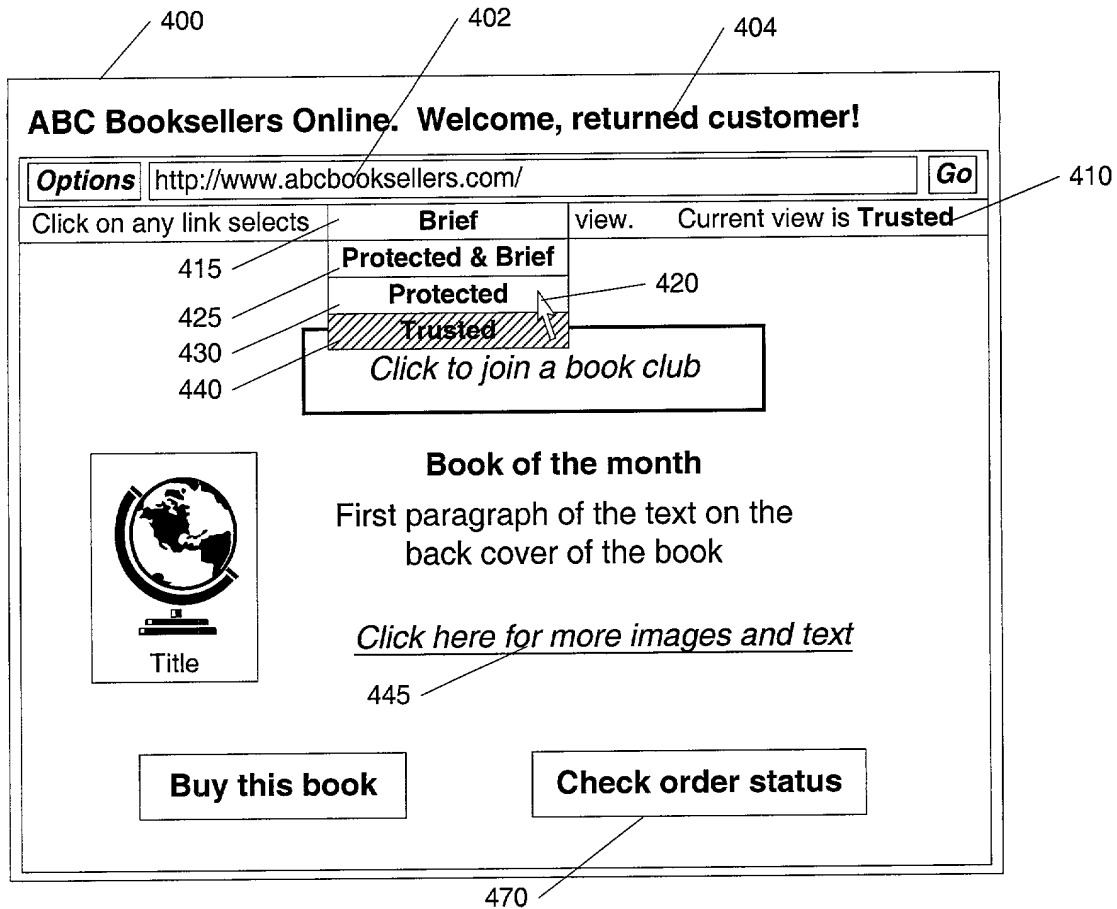 400
402
404
ABC Booksellers Online. Welcome, returned customer!
Options http://www.abcbooksellers.com/ Go
410
Click on any link selects Brief view. Current view is Trusted
415
Protected & Brief
420
425
Protected
430
Trusted
440
Click to join a book club
Book of the month
First paragraph of the text on the
back cover of the book
Click here for more images and text
Title
445
Buy this book
Check order status
470